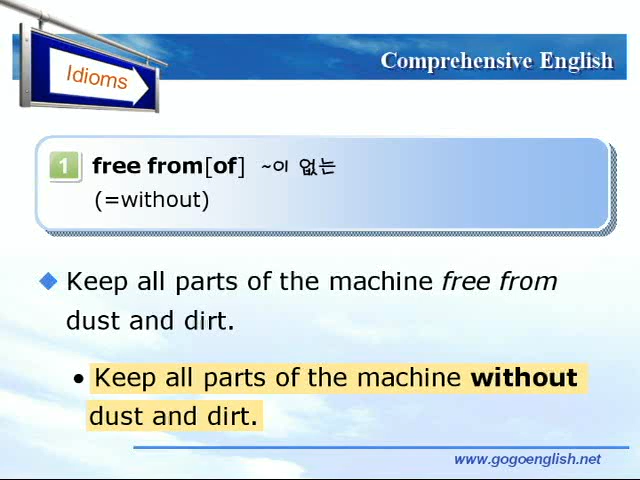 Idioms
Comprehensive English
1 free from[of] ~이 없는
(=without)
Keep all parts of the machine free from
dust and dirt.
• Keep all parts of the machine without
dust and dirt.
www.gogoenglish.net